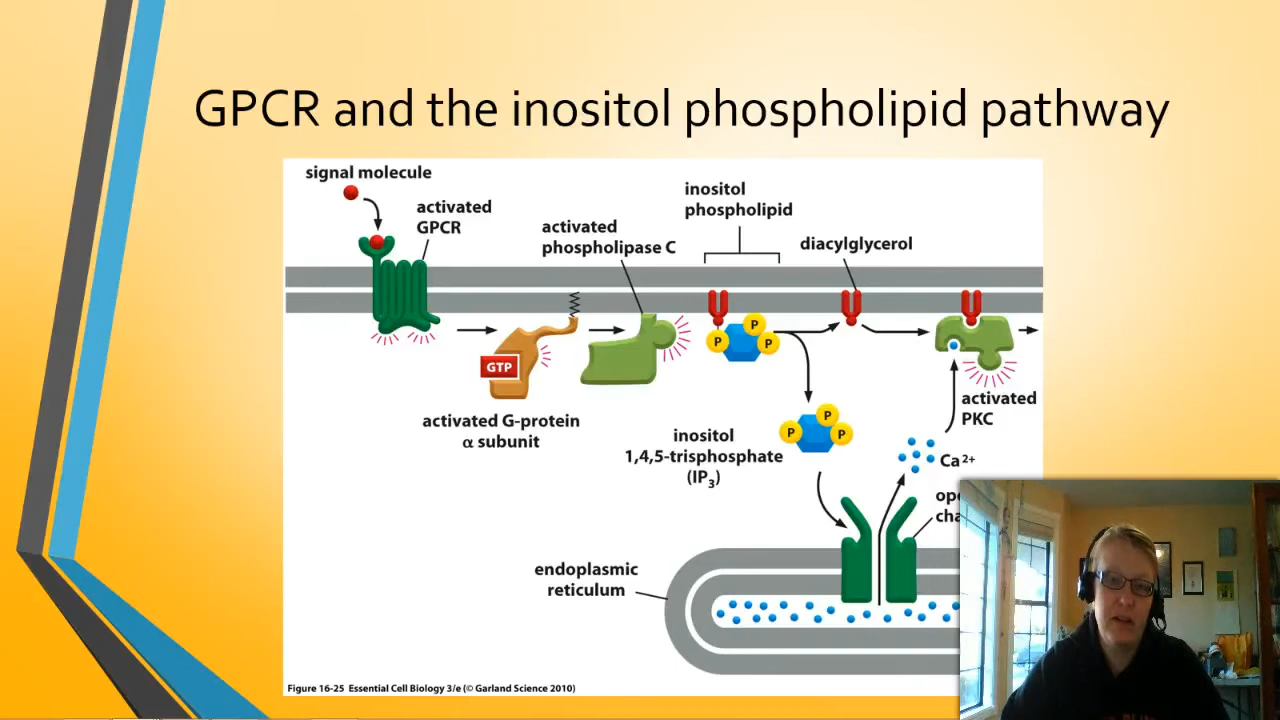 GPCR and the inositol phospholipid pathway
signal molecule
activated
GPCR
activated
phospholipase C
inositol
phospholipid
diacylglycerol
GTP
P
P
P
activated G-protein
α subunit
inositol
1,4,5-trisphosphate
(IP3)
P
P
P
activated
PKC
Ca2+
endoplasmic
reticulum
Figure 16-25 Essential Cell Biology 3/e (© Garland Science 2010)